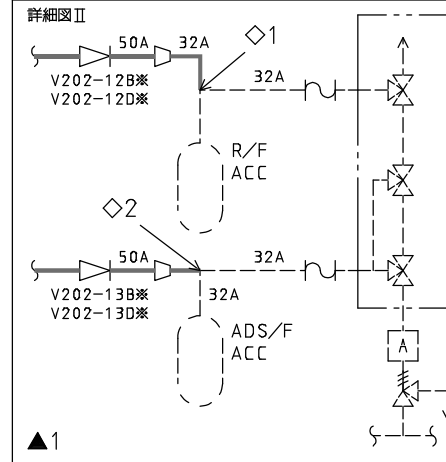 詳細図Ⅱ
50A 32A ◇1
32A
V202-12B※
V202-12D※
R/F
ACC
◇2
50A 32A
V202-13B※
V202-13D※
32A
ADS/F
ACC
A
▲1